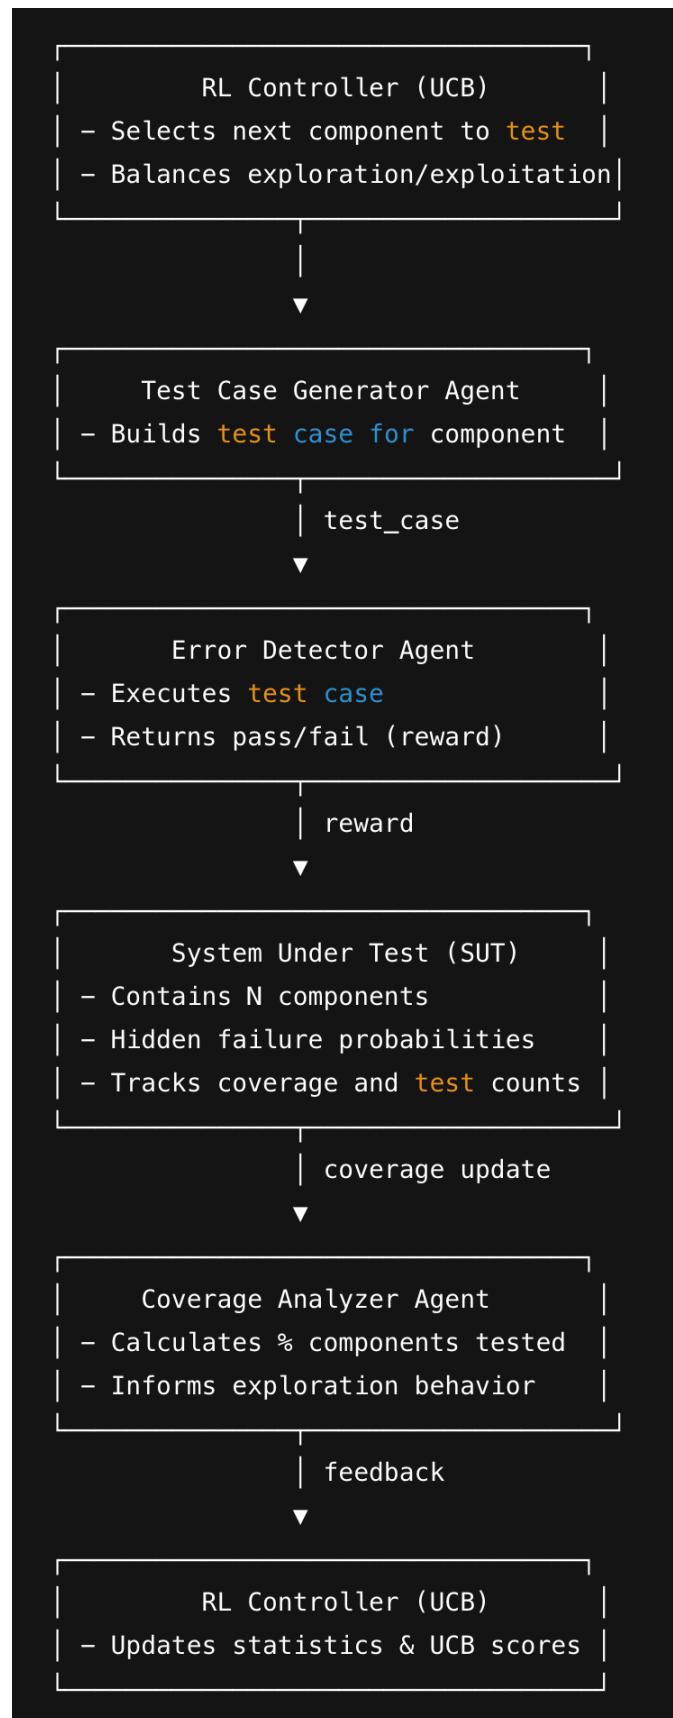 RL Controller (UCB)
- Selects next component to test
- Balances exploration/exploitation
▼
Test Case Generator Agent
- Builds test case for component
test_case
▼
Error Detector Agent
- Executes test case
- Returns pass/fail (reward)
reward
▼
System Under Test (SUT)
- Contains N components
- Hidden failure probabilities
- Tracks coverage and test counts
coverage update
▼
Coverage Analyzer Agent
- Calculates % components tested
- Informs exploration behavior
feedback
▼
RL Controller (UCB)
- Updates statistics & UCB scores